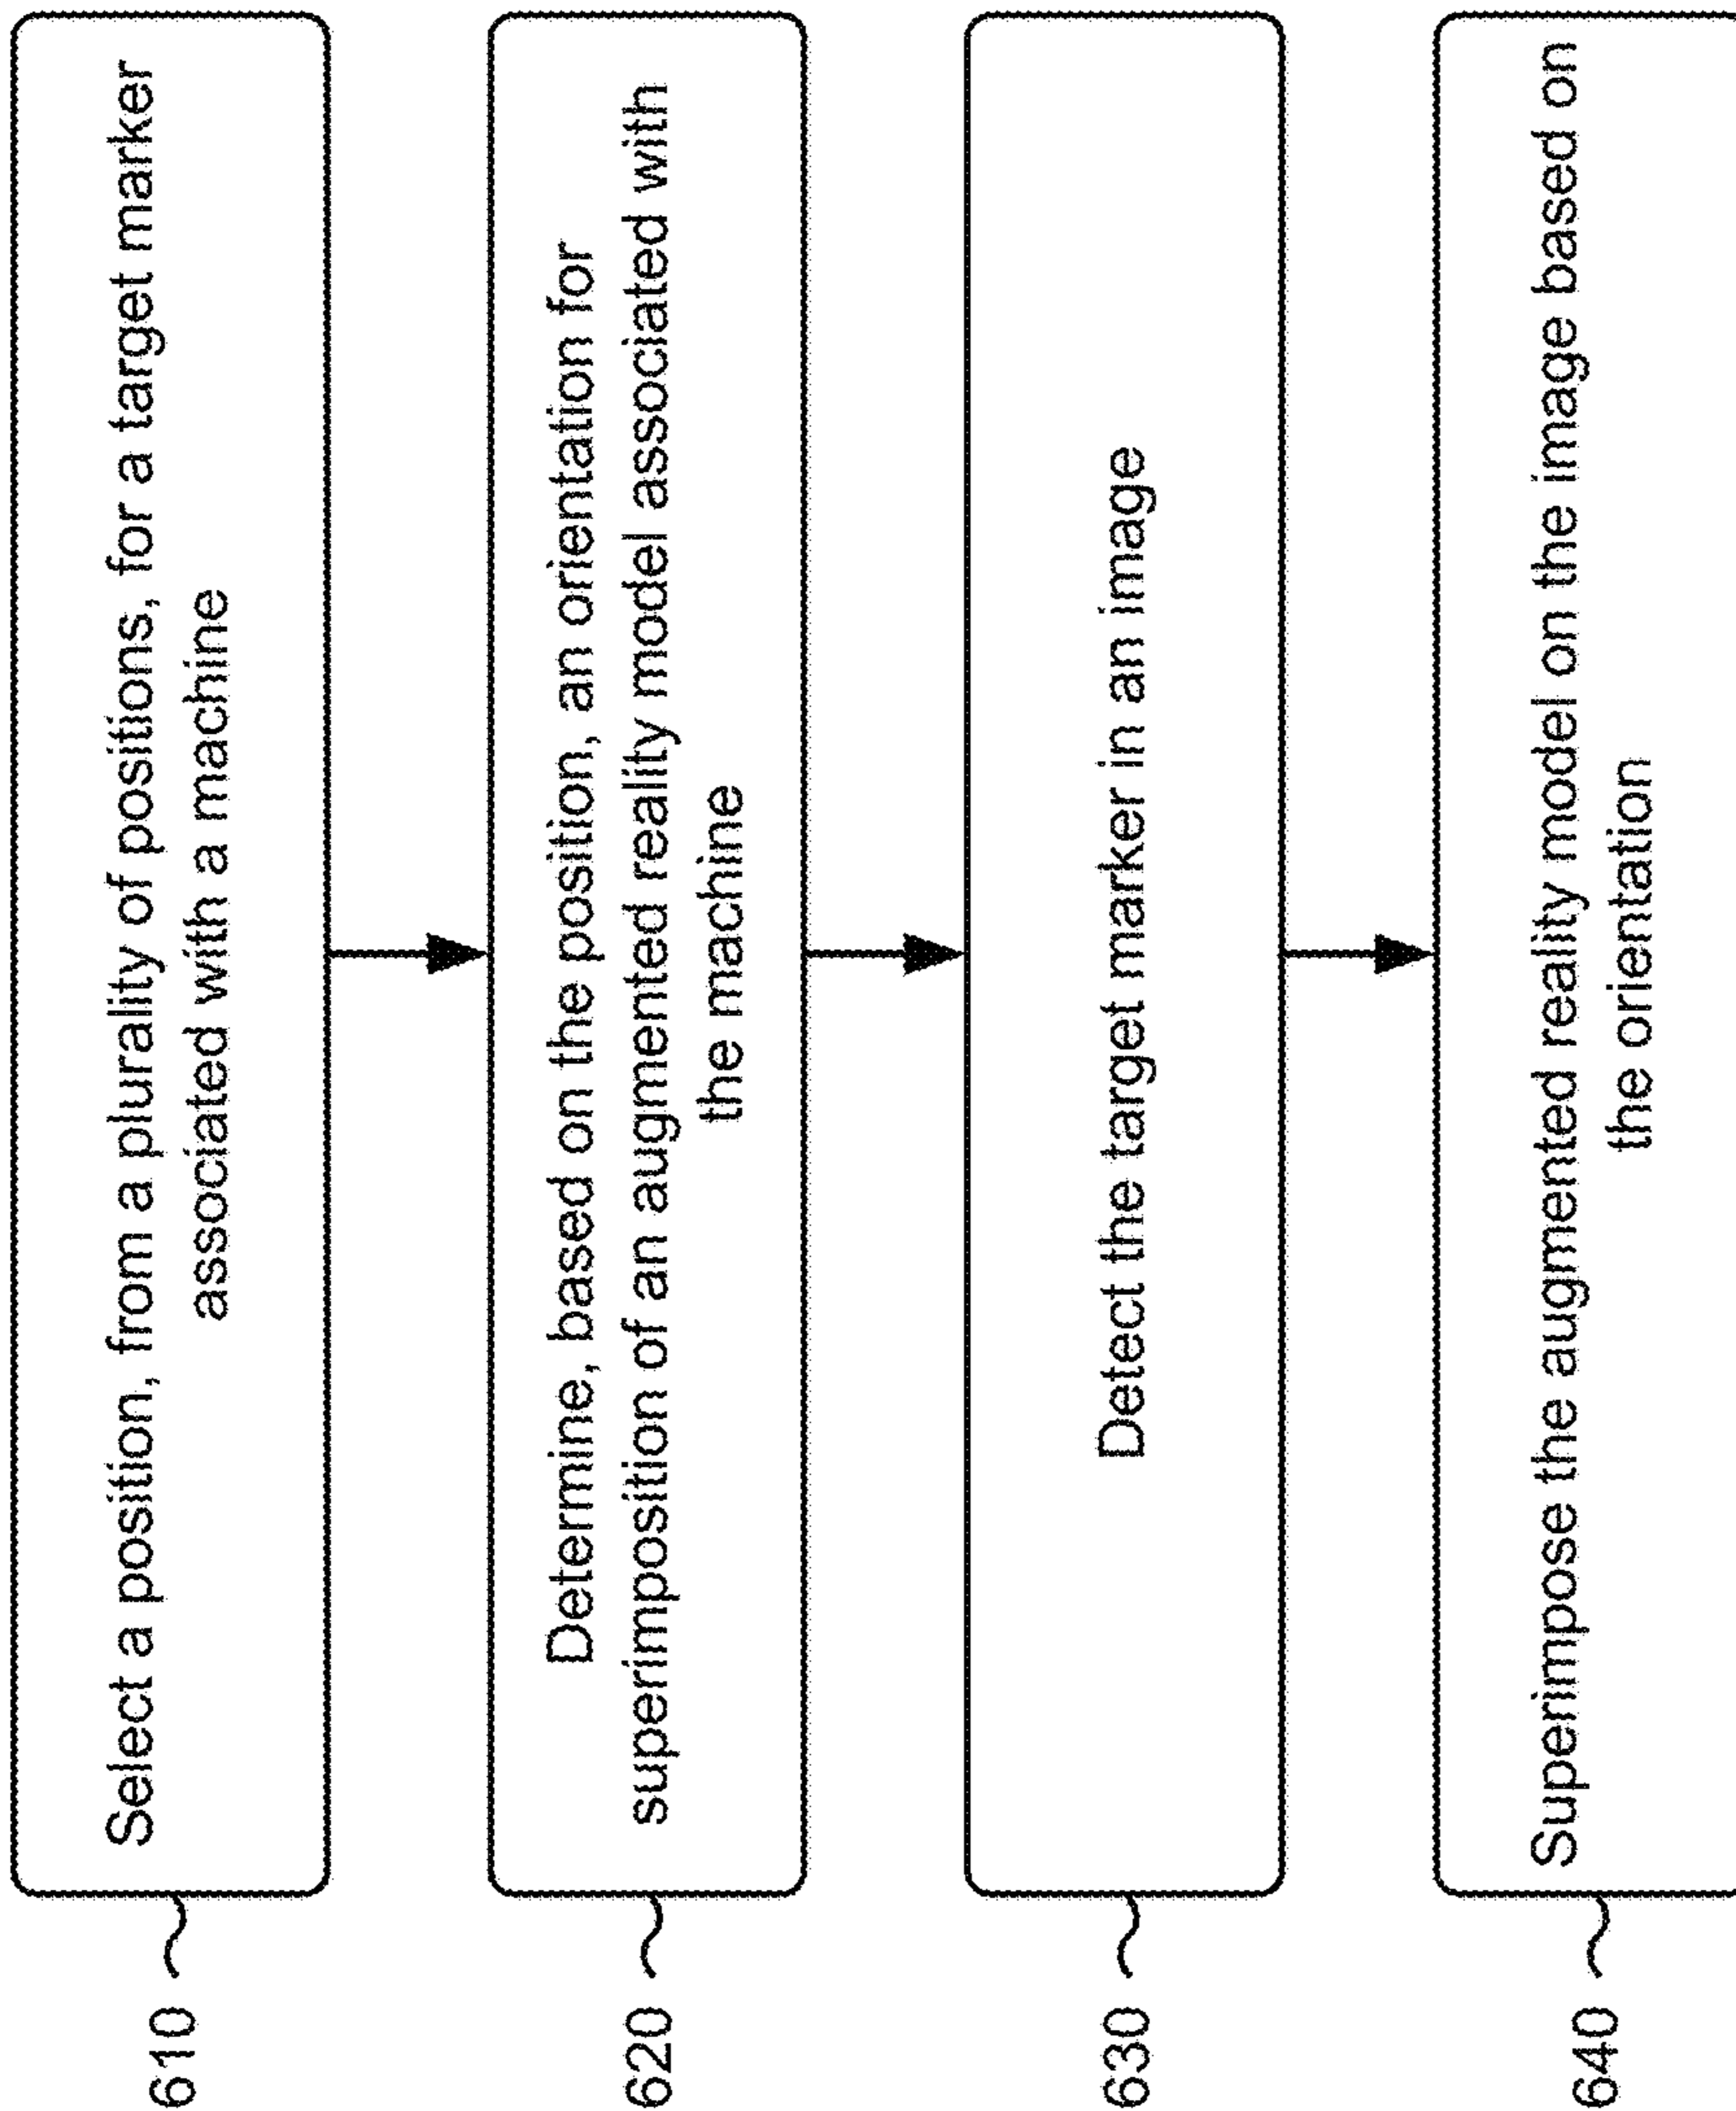 610
Select a position, from a plurality of positions, for a target marker
associated with a machine
620
Determine, based on the position, an orientation for
superimposition of an augmented reality model associated with
the machine
630
Detect the target marker in an image
640
Superimpose the augmented reality model on the image based on
the orientation